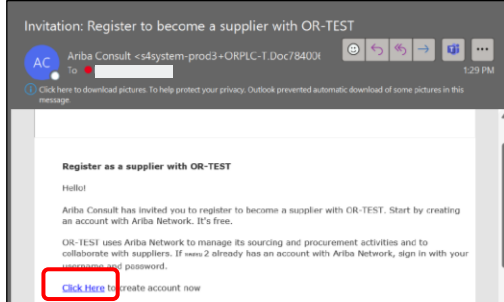 Invitation: Register to become a supplier with OR-TEST
AC
Ariba Consult <s4system-prod3+ORPLC-T.Doc78400
To
1:29 PM
Click here to download pictures. To help protect your privacy, Outlook prevented automatic download of some pictures in this
message.
Register as a supplier with OR-TEST
Hello!
Ariba Consult has invited you to register to become a supplier with OR-TEST. Start by creating
an account with Ariba Network. It's free.
OR-TEST uses Ariba Network to manage its sourcing and procurement activities and to
collaborate with suppliers. If 2 already has an account with Ariba Network, sign in with your
username and password.
Click Here to create account now